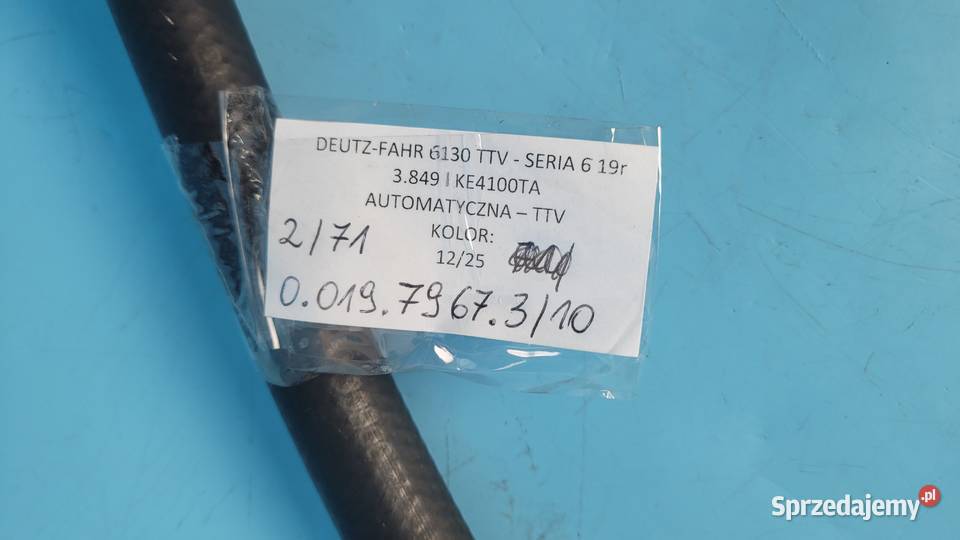 DEUTZ-FAHR 6130 TTV - SERIA 6 19r
3.849 l KE4100TA
AUTOMATYCZNA – TTV
KOLOR:
2/71
12/25
0.019.7967.3/10
Sprzedajemy.pl